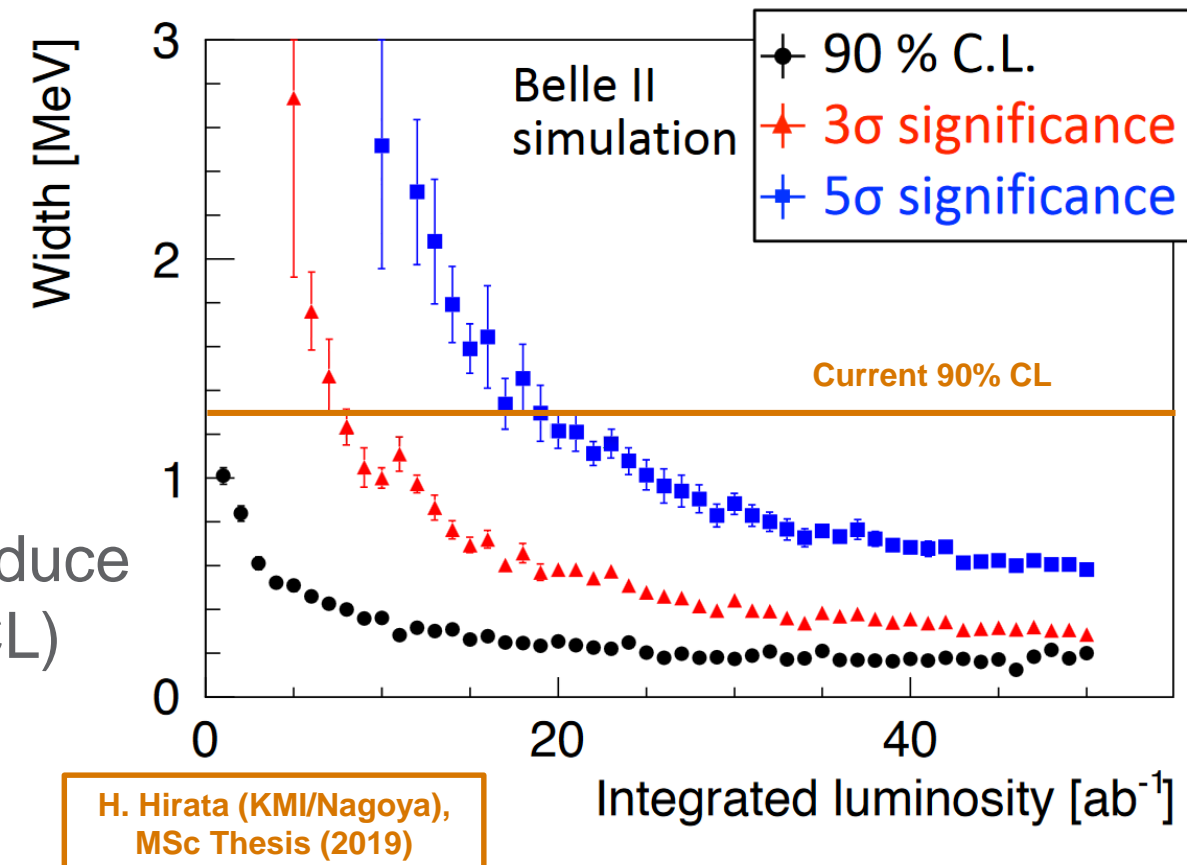 3
2
1
0
Width [MeV]
Belle II
simulation
90 % C.L.
3σ significance
5σ significance
Current 90% CL
duce
CL)
0
20
40
Integrated luminosity [ab⁻¹]
H. Hirata (KMI/Nagoya),
MSc Thesis (2019)